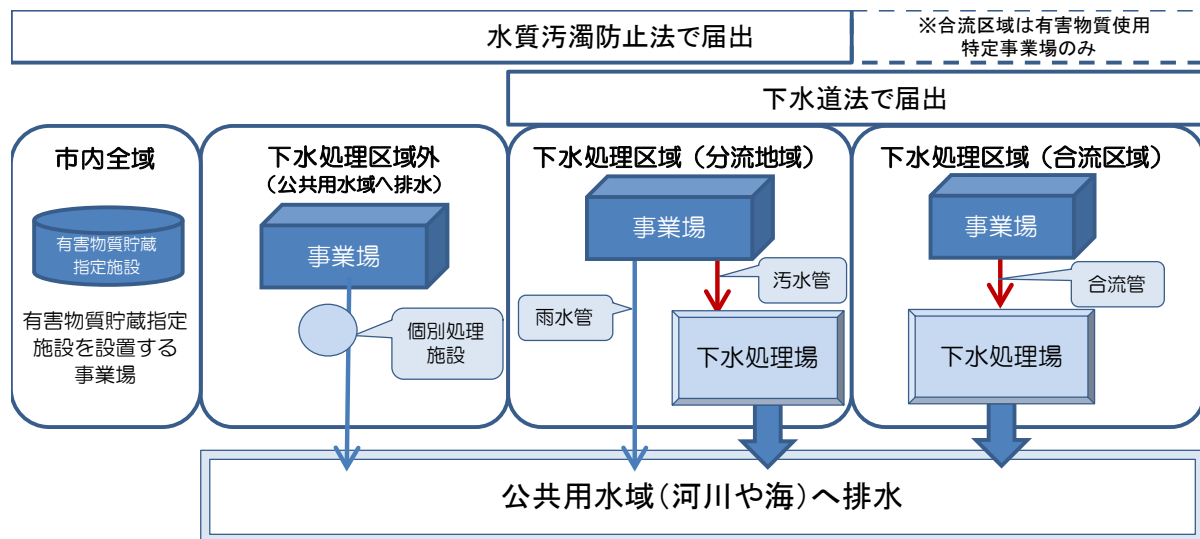 水質汚濁防止法で届出
※合流区域は有害物質使用
特定事業場のみ
下水道法で届出
市内全域
有害物質貯蔵
指定施設
有害物質貯蔵指定
施設を設置する
事業場
下水処理区域外
(公共用水域へ排水)
事業場
個別処理
施設
下水処理区域(分流地域)
事業場
汚水管
雨水管
下水処理場
下水処理区域(合流区域)
事業場
合流管
下水処理場
公共用水域(河川や海)へ排水